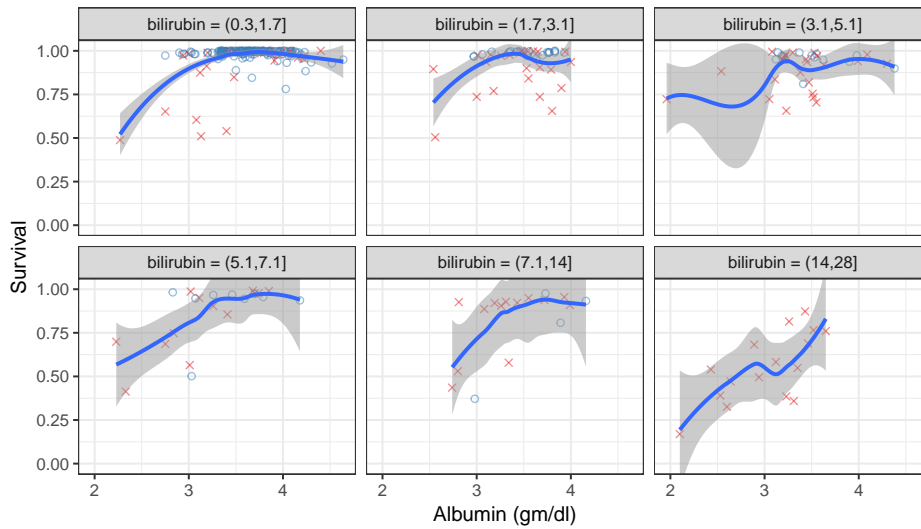 bilirubin = (0.3,1.7]
bilirubin = (1.7,3.1]
bilirubin = (3.1,5.1]
1.00
0.75
0.50
0.25
0.00
bilirubin = (5.1,7.1]
bilirubin = (7.1,14]
bilirubin = (14,28]
1.00
0.75
0.50
0.25
0.00
2 3 4
2 3 4
2 3 4
Albumin (gm/dl)
Survival